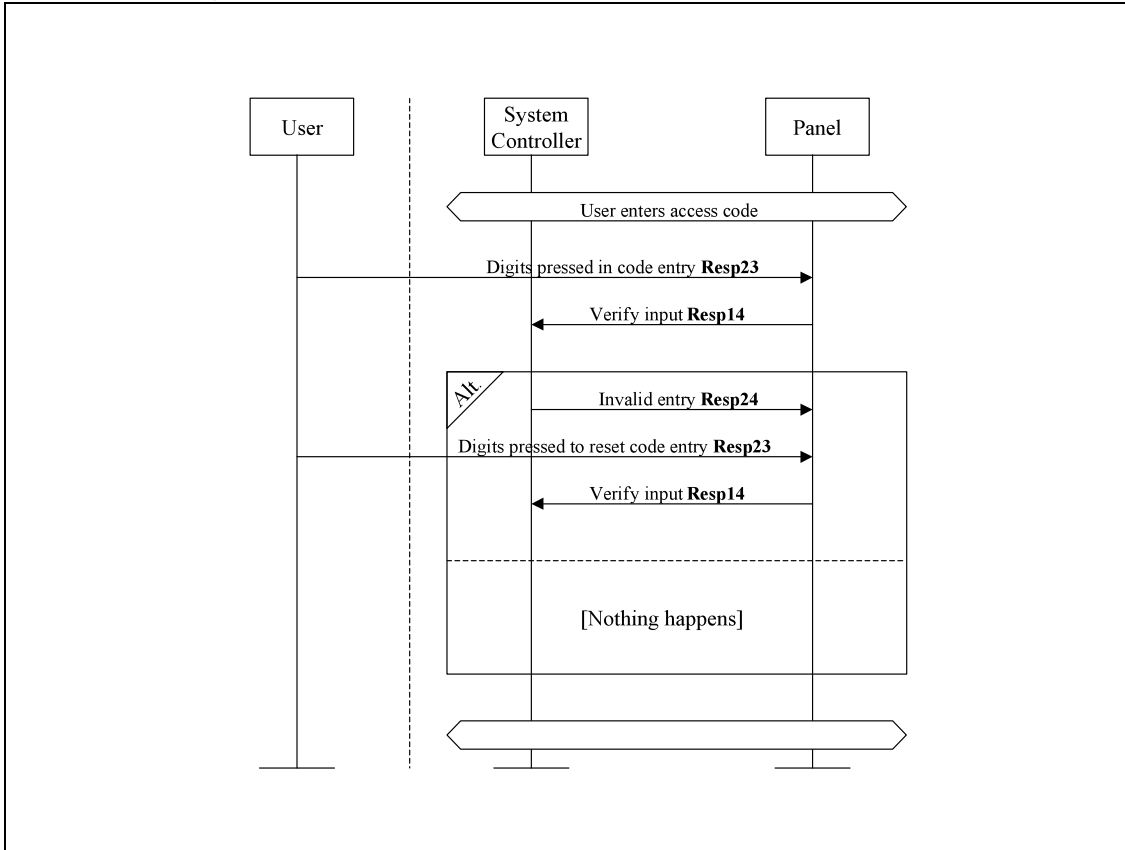 User
System
Controller
Panel
User enters access code
Digits pressed in code entry Resp23
Verify input Resp14
Alt.
Invalid entry Resp24
Digits pressed to reset code entry Resp23
Verify input Resp14
[Nothing happens]